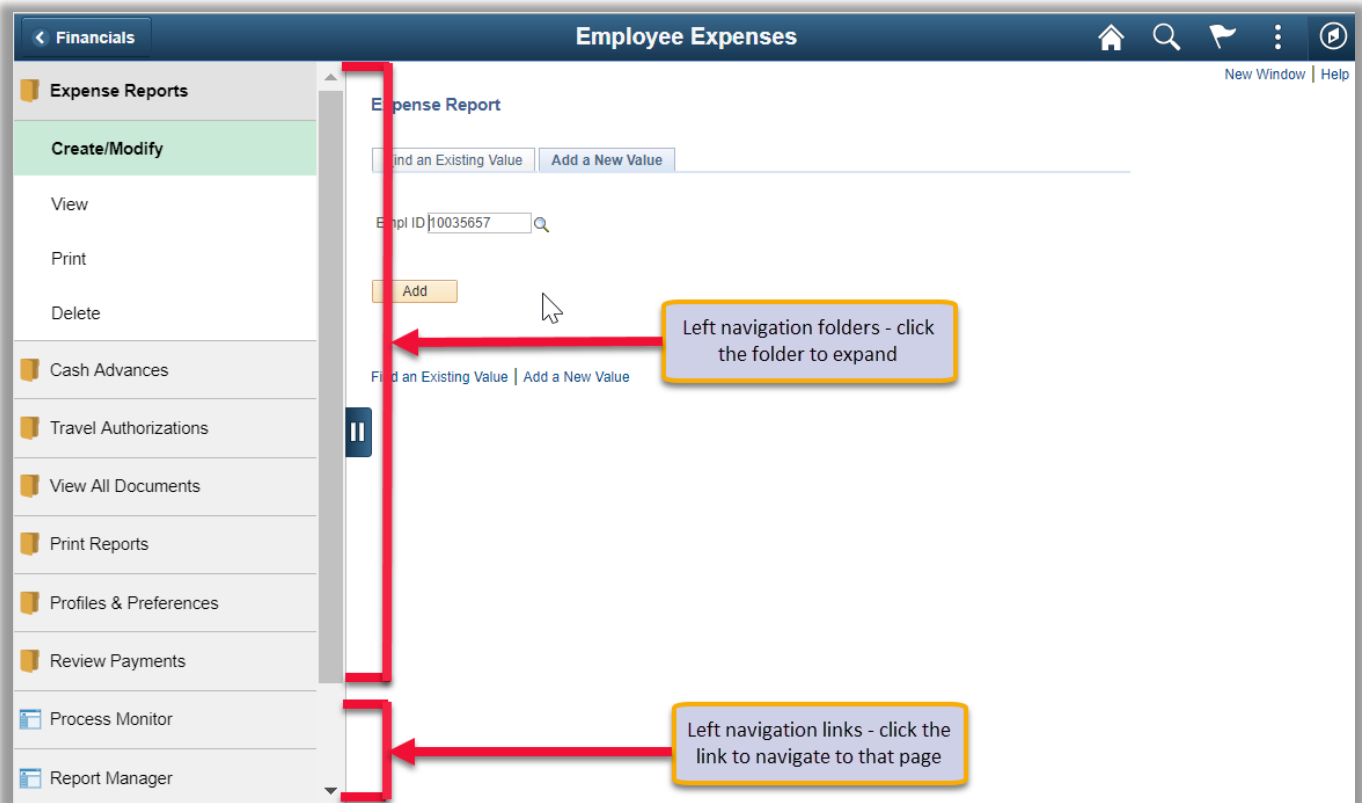 Financials
Employee Expenses
New Window | Help
Expense Reports
Create/Modify
View
Print
Delete
Cash Advances
Travel Authorizations
View All Documents
Print Reports
Profiles & Preferences
Review Payments
Process Monitor
Report Manager
Expense Report
Find an Existing Value
Add a New Value
Empl ID 10035657
Add
Find an Existing Value | Add a New Value
Left navigation folders - click
the folder to expand
Left navigation links - click the
link to navigate to that page